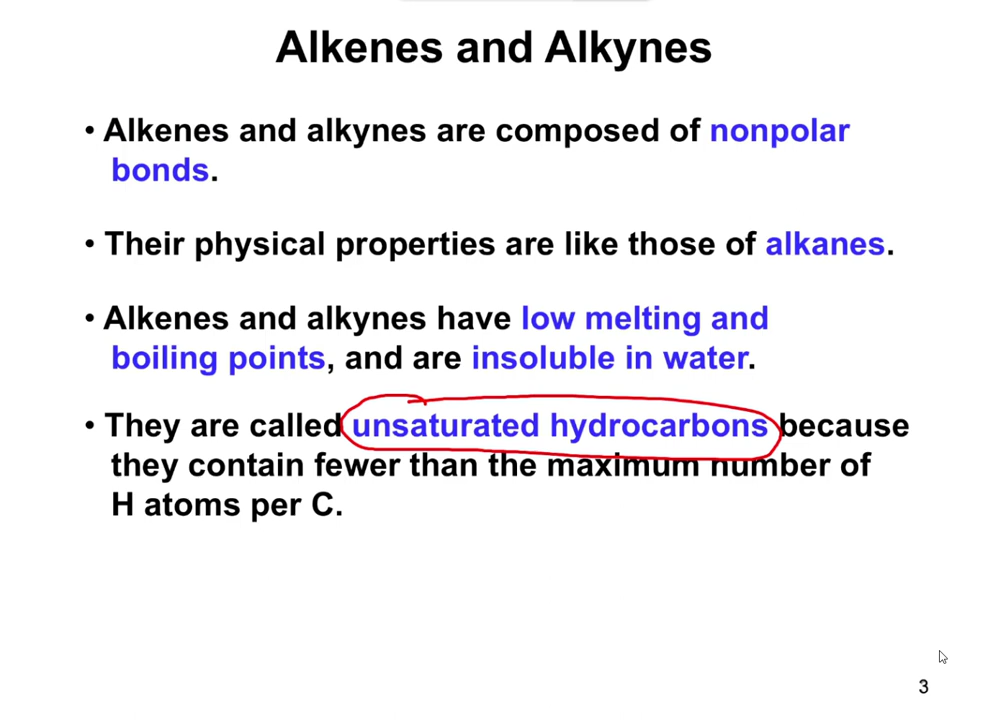 Alkenes and Alkynes
• Alkenes and alkynes are composed of nonpolar
bonds.
• Their physical properties are like those of alkanes.
• Alkenes and alkynes have low melting and
boiling points, and are insoluble in water.
• They are called unsaturated hydrocarbons because
they contain fewer than the maximum number of
H atoms per C.
3